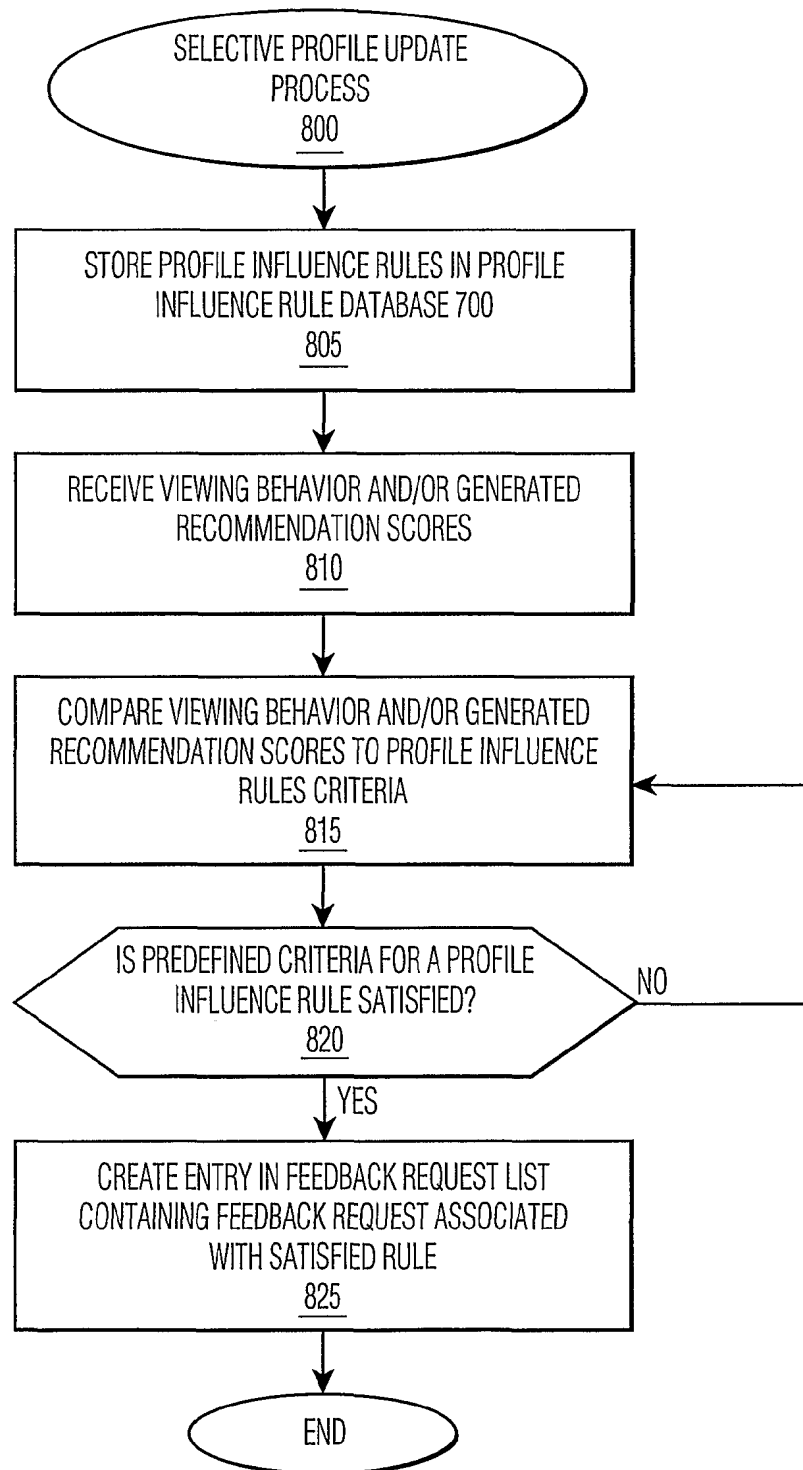 SELECTIVE PROFILE UPDATE
PROCESS
800
STORE PROFILE INFLUENCE RULES IN PROFILE
INFLUENCE RULE DATABASE 700
805
RECEIVE VIEWING BEHAVIOR AND/OR GENERATED
RECOMMENDATION SCORES
810
COMPARE VIEWING BEHAVIOR AND/OR GENERATED
RECOMMENDATION SCORES TO PROFILE INFLUENCE
RULES CRITERIA
815
IS PREDEFINED CRITERIA FOR A PROFILE
INFLUENCE RULE SATISFIED?
820
NO
YES
CREATE ENTRY IN FEEDBACK REQUEST LIST
CONTAINING FEEDBACK REQUEST ASSOCIATED
WITH SATISFIED RULE
825
END